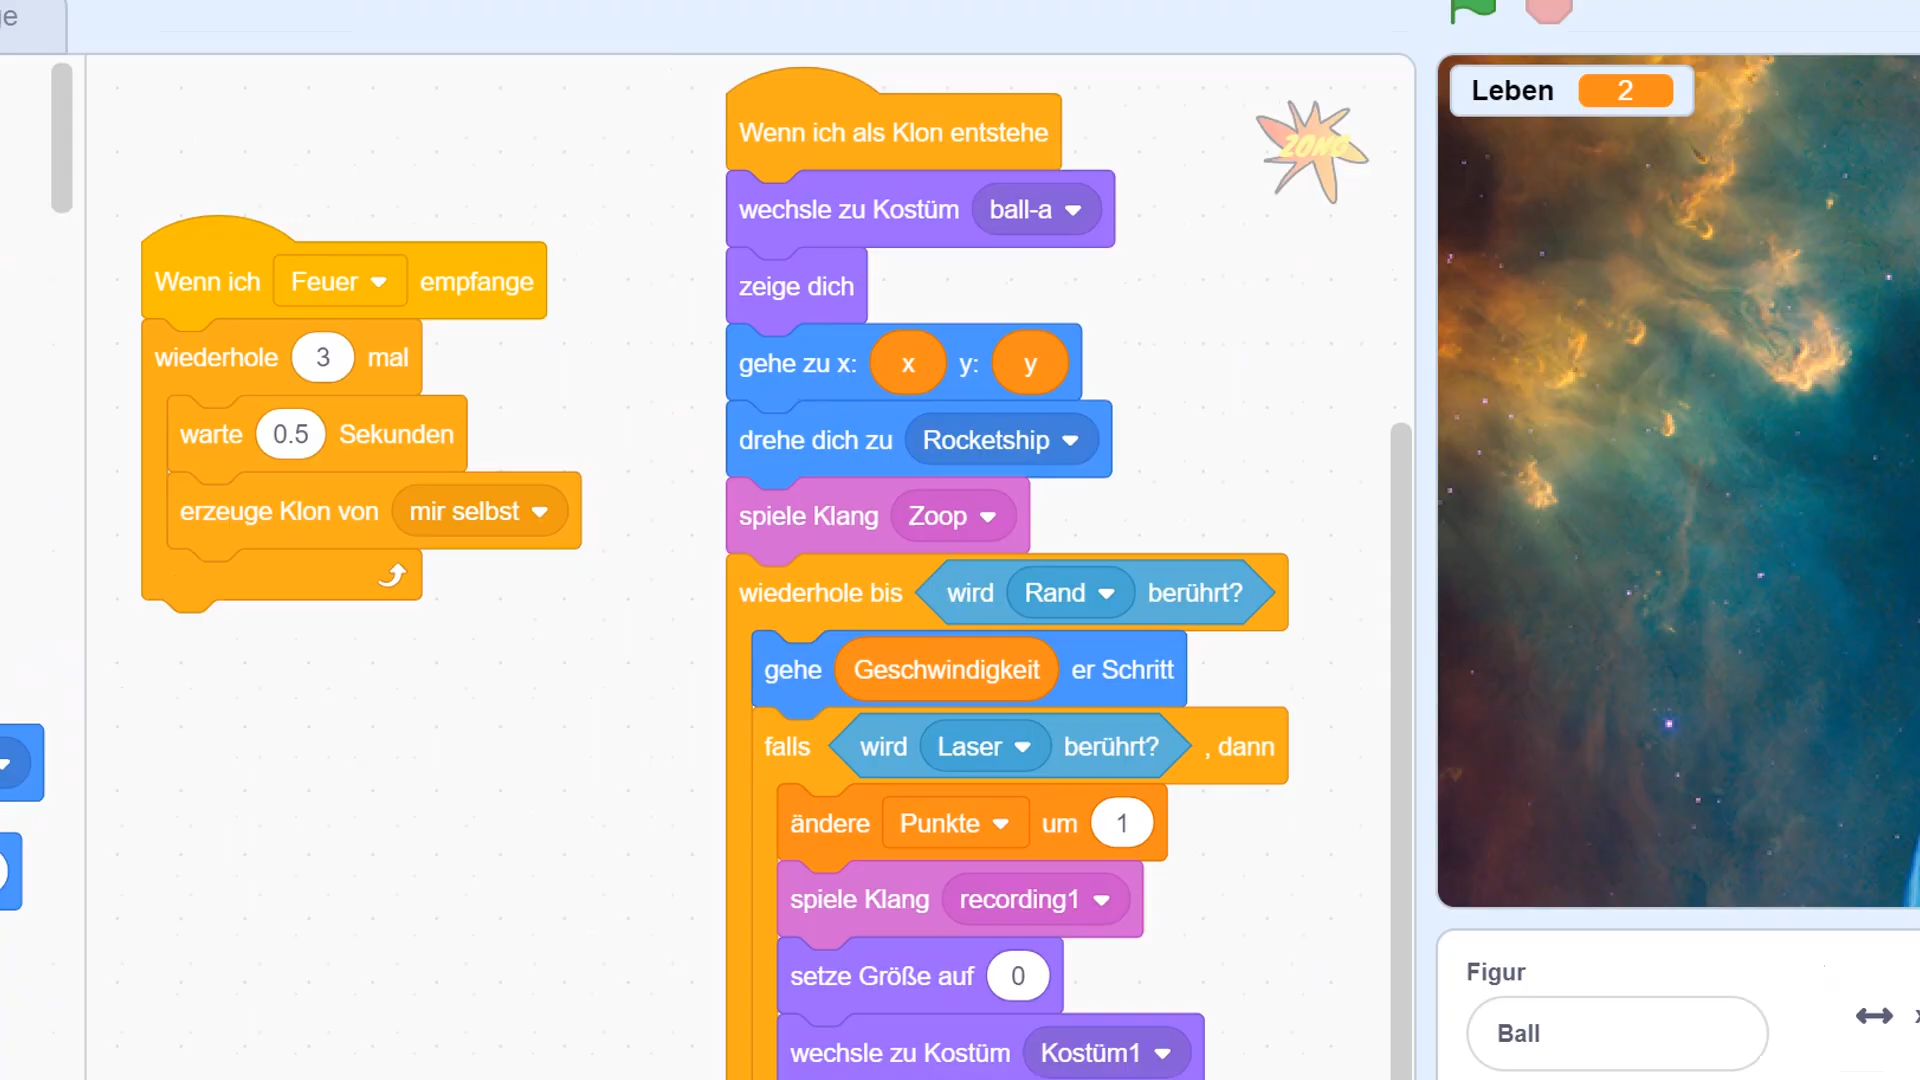 ge
Wenn ich Feuer empfange
wiederhole 3 mal
warte 0.5 Sekunden
erzeuge Klon von mir selbst
Wenn ich als Klon entstehe
wechsle zu Kostüm ball-a
zeige dich
gehe zu x: x y: y
drehe dich zu Rocketship
spiele Klang Zoop
wiederhole bis wird Rand berührt?
gehe Geschwindigkeit er Schritt
falls wird Laser berührt? , dann
ändere Punkte um 1
spiele Klang recording1
setze Größe auf 0
wechsle zu Kostüm Kostüm1
ZONG
Leben 2
Figur
Ball